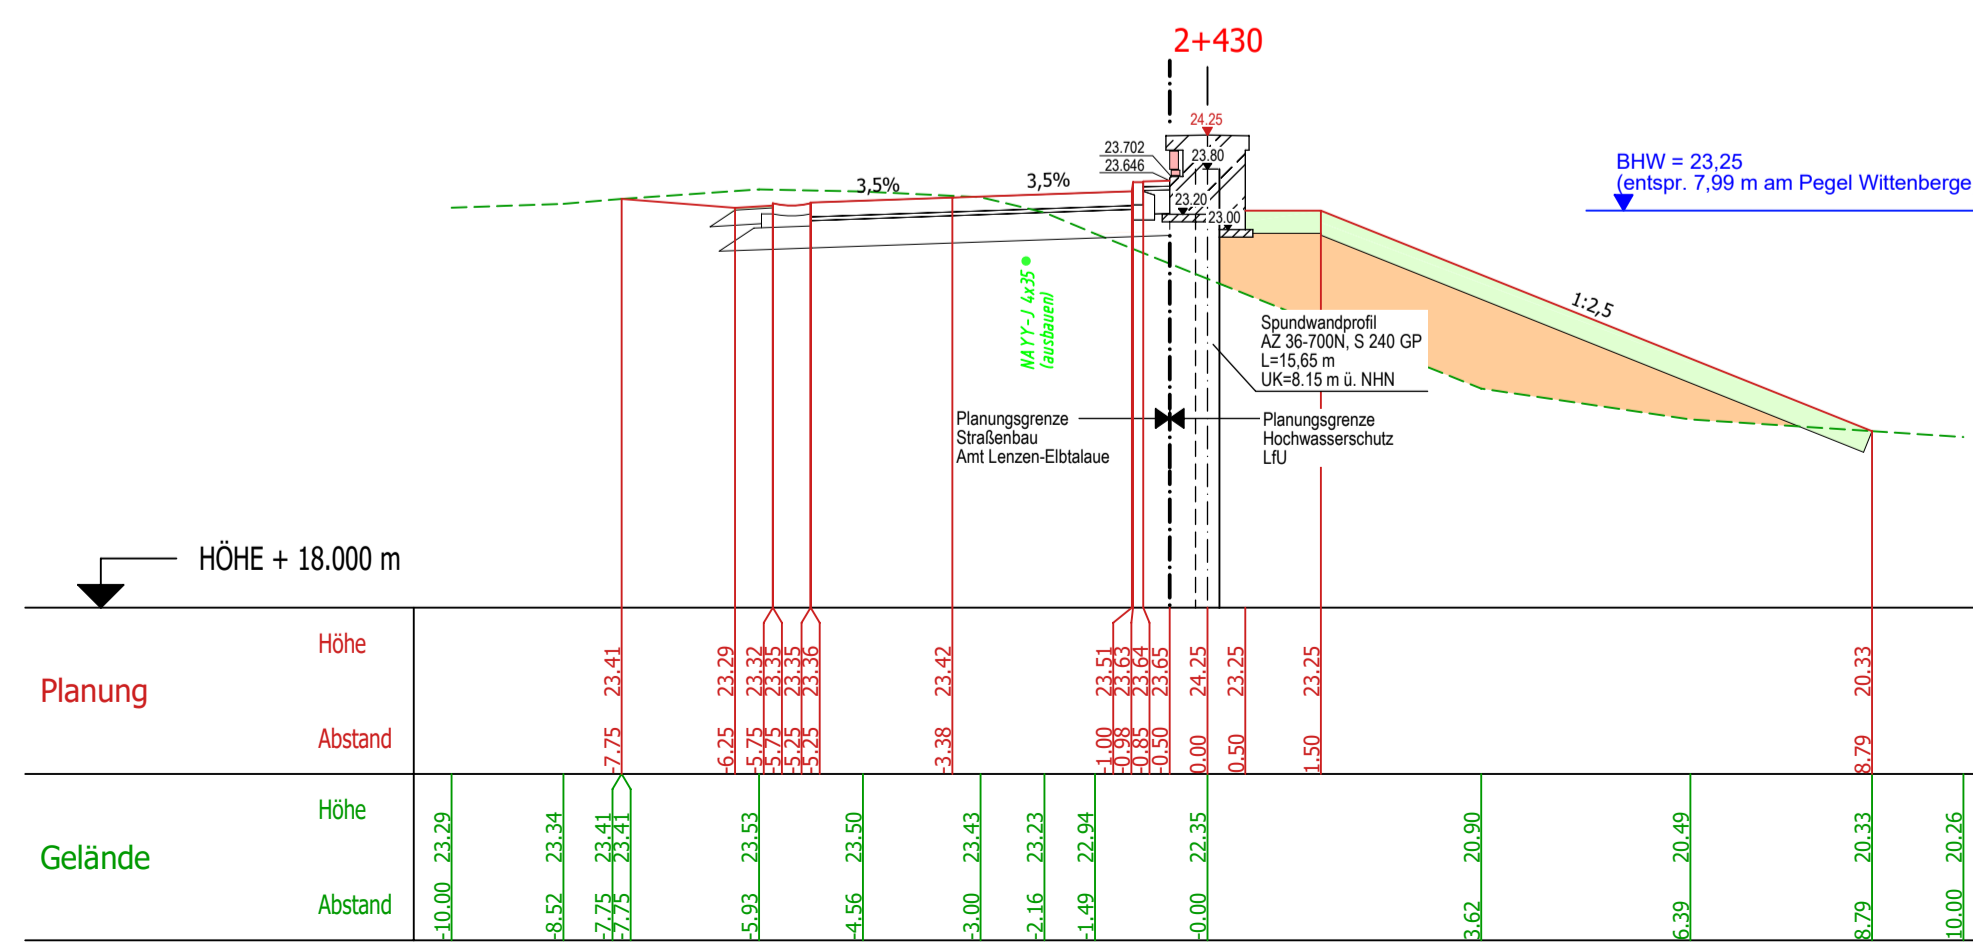 2+430
24.25
23.702
23.646
23.80
3,5%
3,5%
23.20
23.00
BHW = 23,25
(entspr. 7,99 m am Pegel Wittenberge
1:2,5
NAYY-J 4x35
(ausbauen)
Spundwandprofil
AZ 36-700N, S 240 GP
L=15,65 m
UK=8.15 m ü. NHN
Planungsgrenze
Straßenbau
Amt Lenzen-Elbtalaue
Planungsgrenze
Hochwasserschutz
LfU
HÖHE + 18.000 m
Planung
Höhe
23.41 23.29 23.32 23.35 23.35 23.36 23.42 23.51 23.63 23.64 23.65 24.25 23.25 23.25 20.33
Abstand
-7.75 -6.25 -5.75 -5.75 -5.25 -5.25 -3.38 -1.00 -0.98 -0.85 -0.50 0.00 0.50 1.50 8.79
Gelände
Höhe
23.29 23.34 23.41 23.41 23.53 23.50 23.43 23.23 22.94 22.35 20.90 20.49 20.33 20.26
Abstand
-10.00 -8.52 -7.75 -7.75 -5.93 -4.56 -3.00 -2.16 -1.49 -0.00 3.62 6.39 8.79 10.00